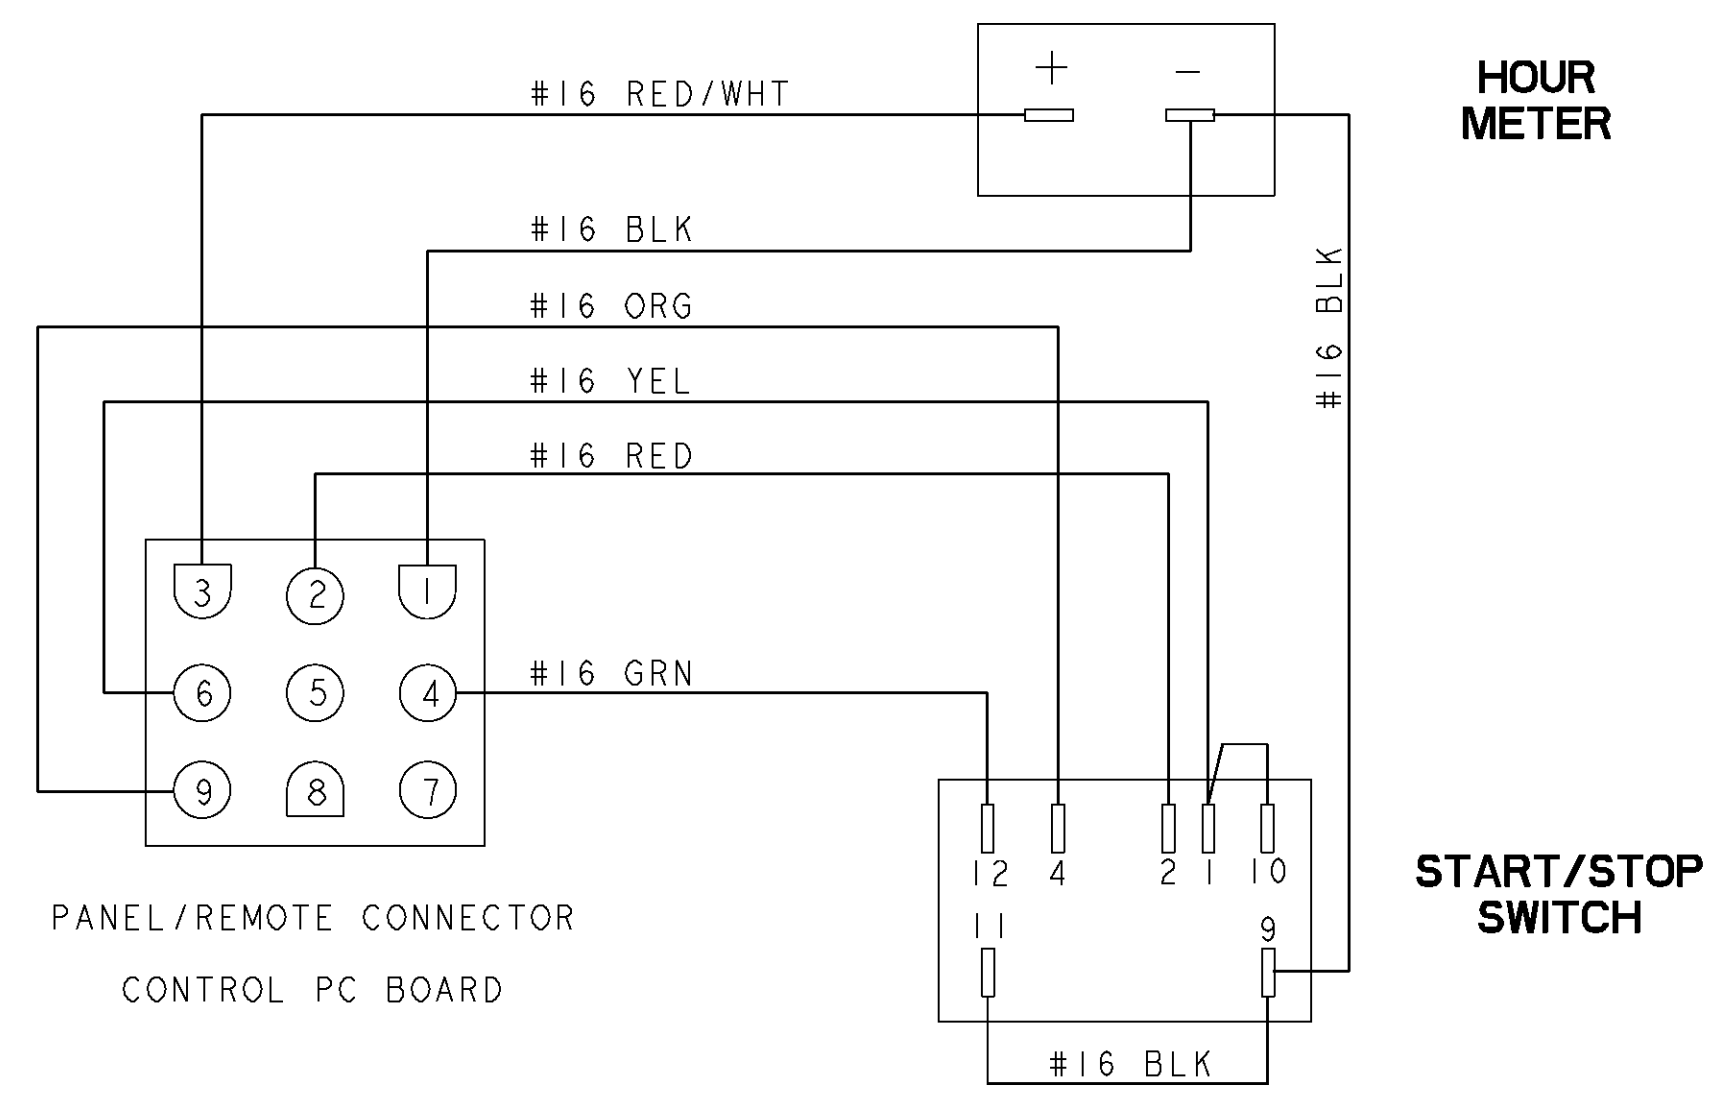 + −
HOUR
METER
#16 RED/WHT
#16 BLK
#16 BLK
#16 ORG
#16 YEL
#16 RED
3 2 1
6 5 4
#16 GRN
9 8 7
12 4 2 1 10
11 9
START/STOP
SWITCH
PANEL/REMOTE CONNECTOR
CONTROL PC BOARD
#16 BLK